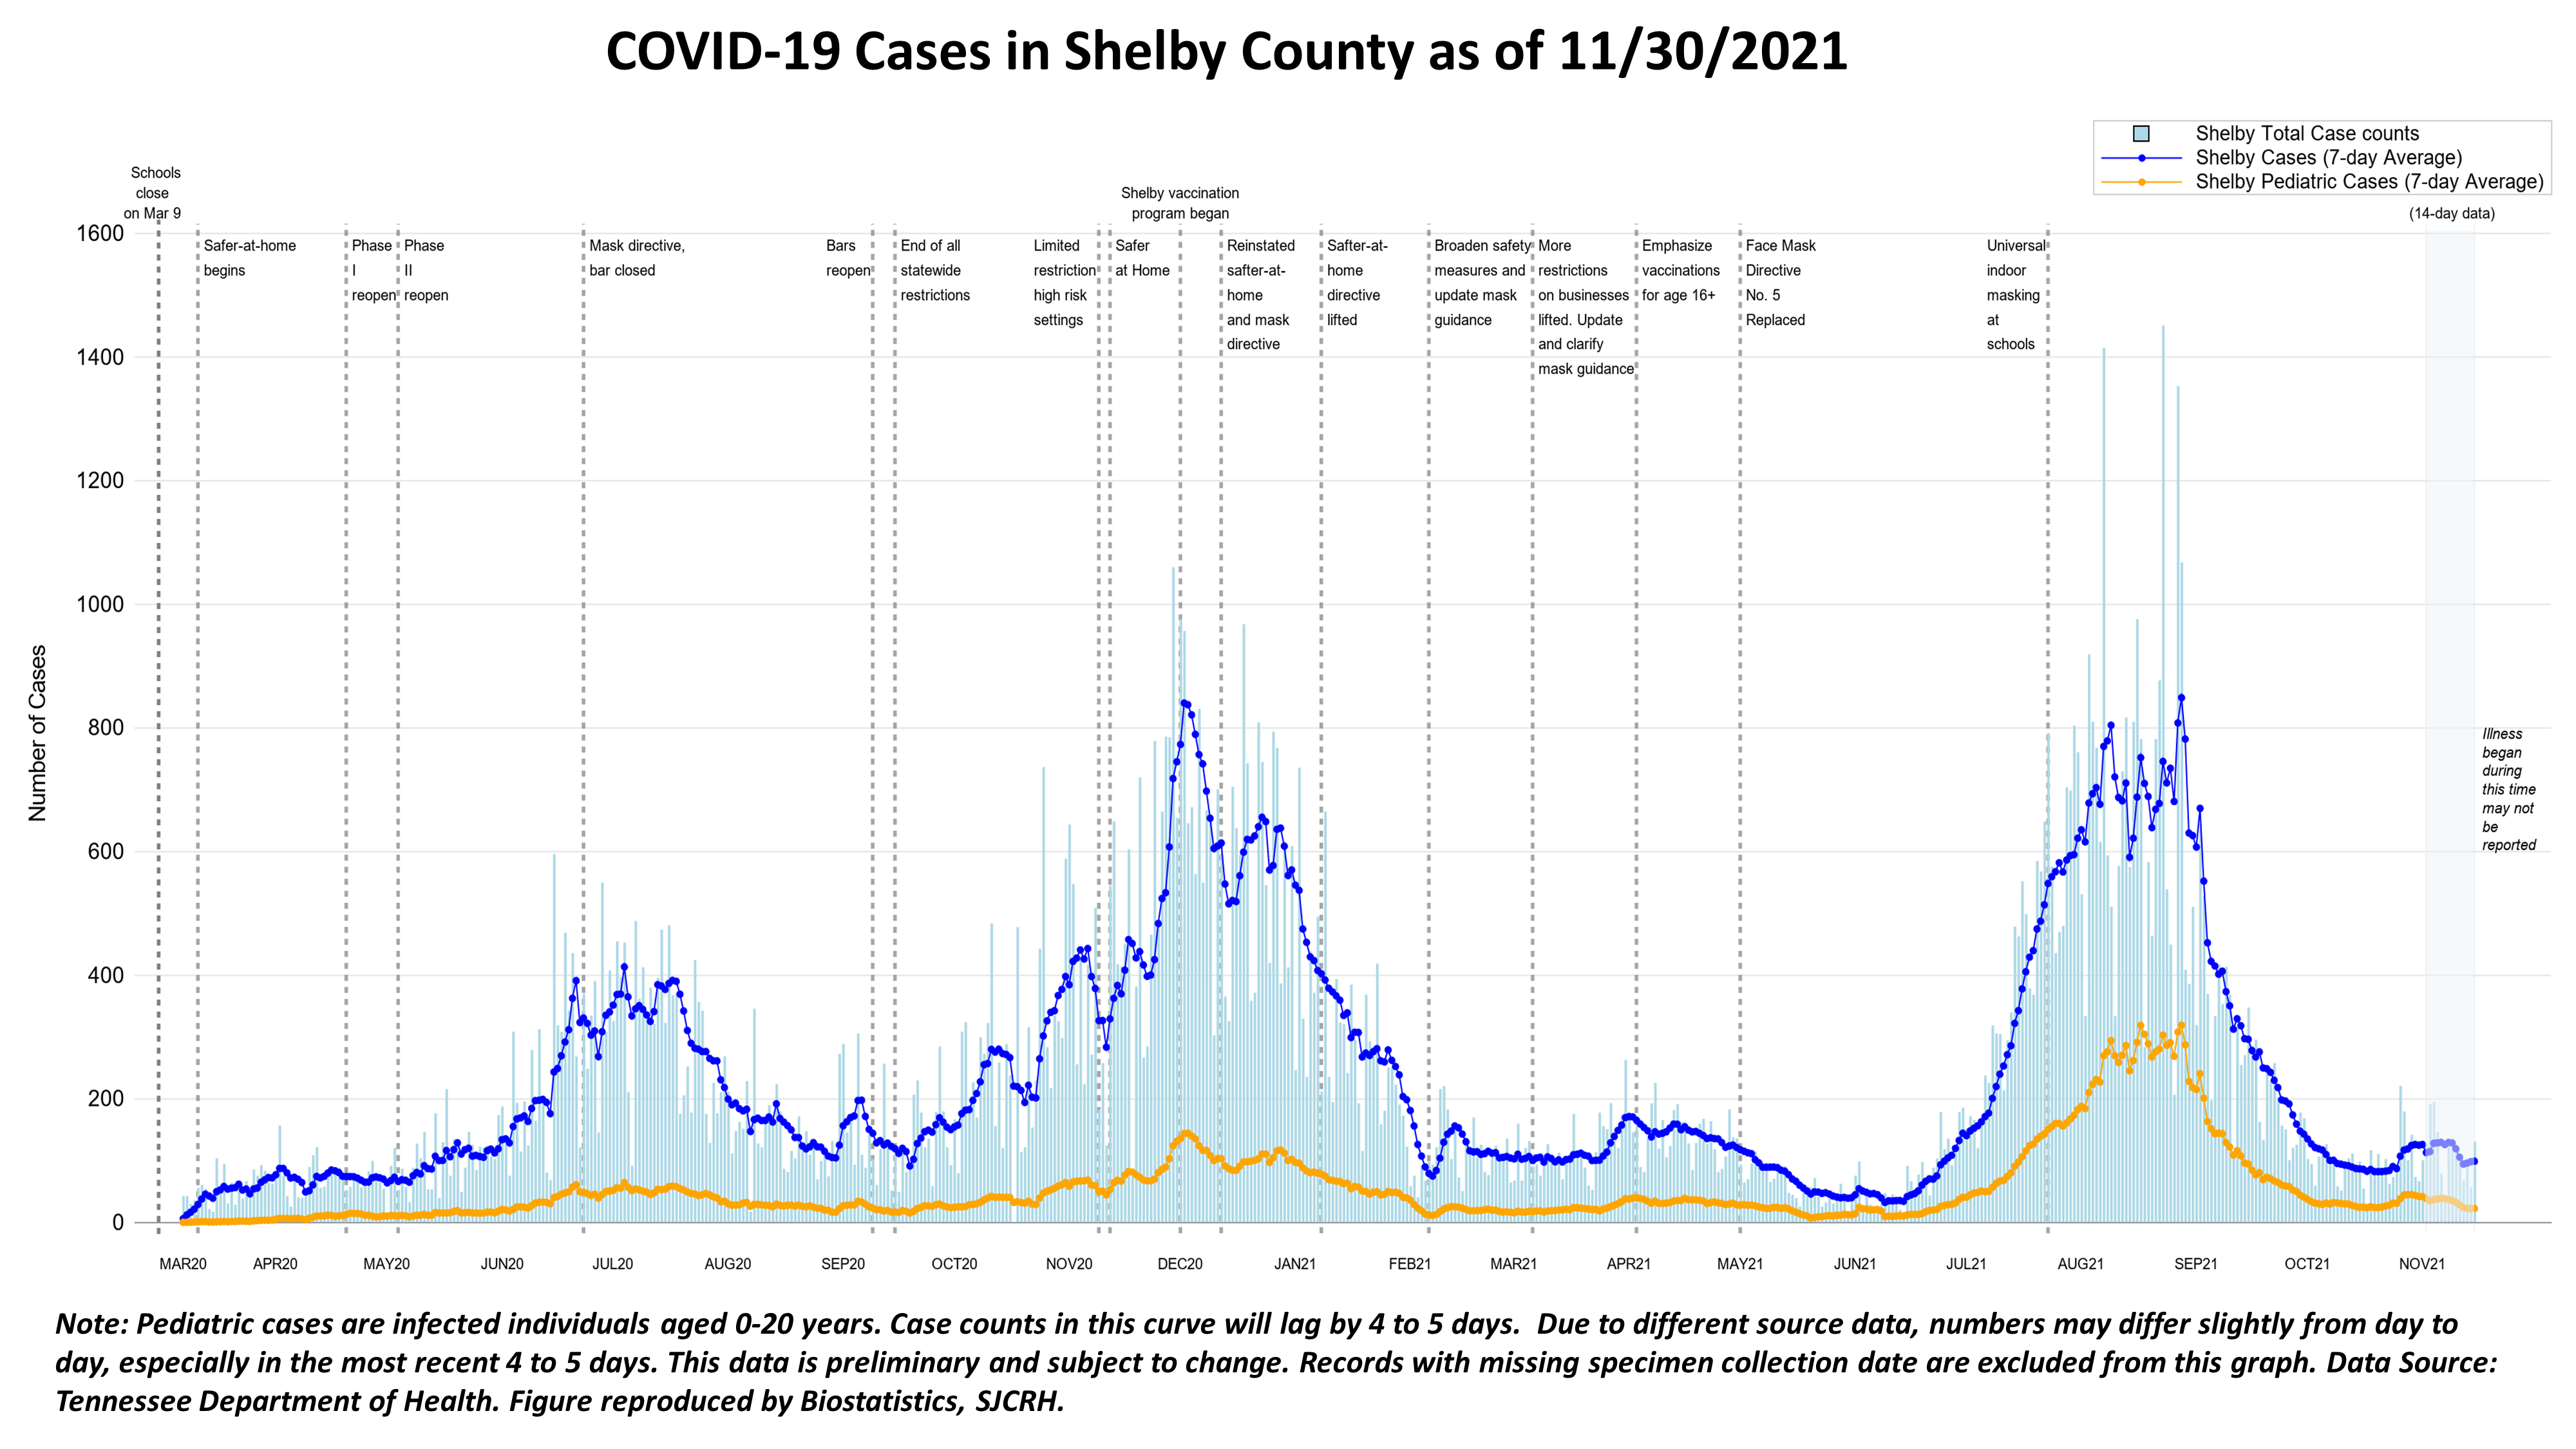 COVID-19 Cases in Shelby County as of 11/30/2021
Shelby Total Case counts
Shelby Cases (7-day Average)
Shelby Pediatric Cases (7-day Average)
(14-day data)
Schools
close
on Mar 9
Shelby vaccination
program began
Safer-at-home
begins
Phase
I
reopen
Phase
II
reopen
Mask directive,
bar closed
Bars
reopen
End of all
statewide
restrictions
Limited
restriction
high risk
settings
Safer
at Home
Reinstated
safter-at-
home
and mask
directive
Safter-at-
home
directive
lifted
Broaden safety
measures and
update mask
guidance
More
restrictions
on businesses
lifted. Update
and clarify
mask guidance
Emphasize
vaccinations
for age 16+
Face Mask
Directive
No. 5
Replaced
Universal
indoor
masking
at
schools
Illness
began
during
this time
may not
be
reported
Number of Cases
1600
1400
1200
1000
800
600
400
200
0
MAR20 APR20 MAY20 JUN20 JUL20 AUG20 SEP20 OCT20 NOV20 DEC20 JAN21 FEB21 MAR21 APR21 MAY21 JUN21 JUL21 AUG21 SEP21 OCT21 NOV21
Note: Pediatric cases are infected individuals aged 0-20 years. Case counts in this curve will lag by 4 to 5 days. Due to different source data, numbers may differ slightly from day to
day, especially in the most recent 4 to 5 days. This data is preliminary and subject to change. Records with missing specimen collection date are excluded from this graph. Data Source:
Tennessee Department of Health. Figure reproduced by Biostatistics, SJCRH.